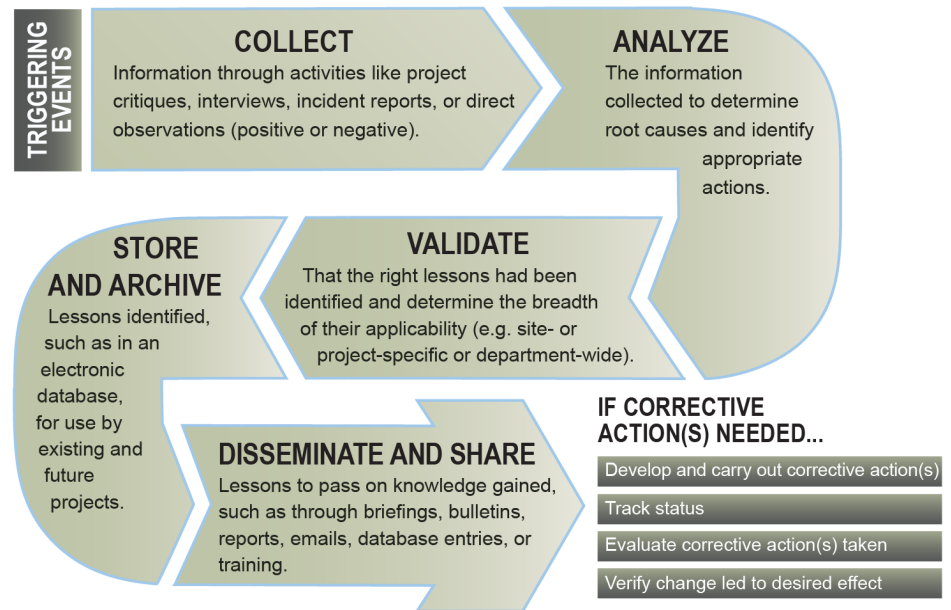 TRIGGERING
EVENTS
COLLECT
Information through activities like project
critiques, interviews, incident reports, or direct
observations (positive or negative).
ANALYZE
The information
collected to determine
root causes and identify
appropriate
actions.
VALIDATE
That the right lessons had been
identified and determine the breadth
of their applicability (e.g. site- or
project-specific or department-wide).
STORE
AND ARCHIVE
Lessons identified,
such as in an
electronic
database,
for use by
existing and
future
projects.
DISSEMINATE AND SHARE
Lessons to pass on knowledge gained,
such as through briefings, bulletins,
reports, emails, database entries, or
training.
IF CORRECTIVE
ACTION(S) NEEDED...
Develop and carry out corrective action(s)
Track status
Evaluate corrective action(s) taken
Verify change led to desired effect